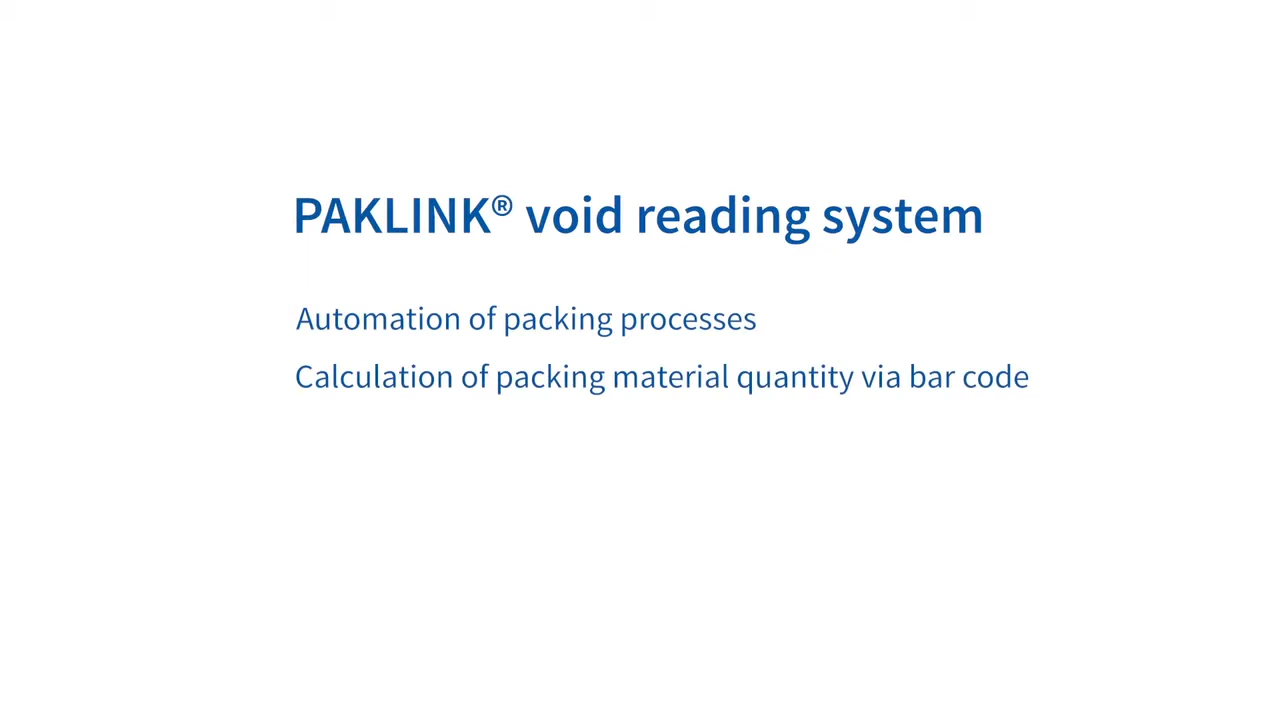 PAKLINK® void reading system
Automation of packing processes
Calculation of packing material quantity via bar code